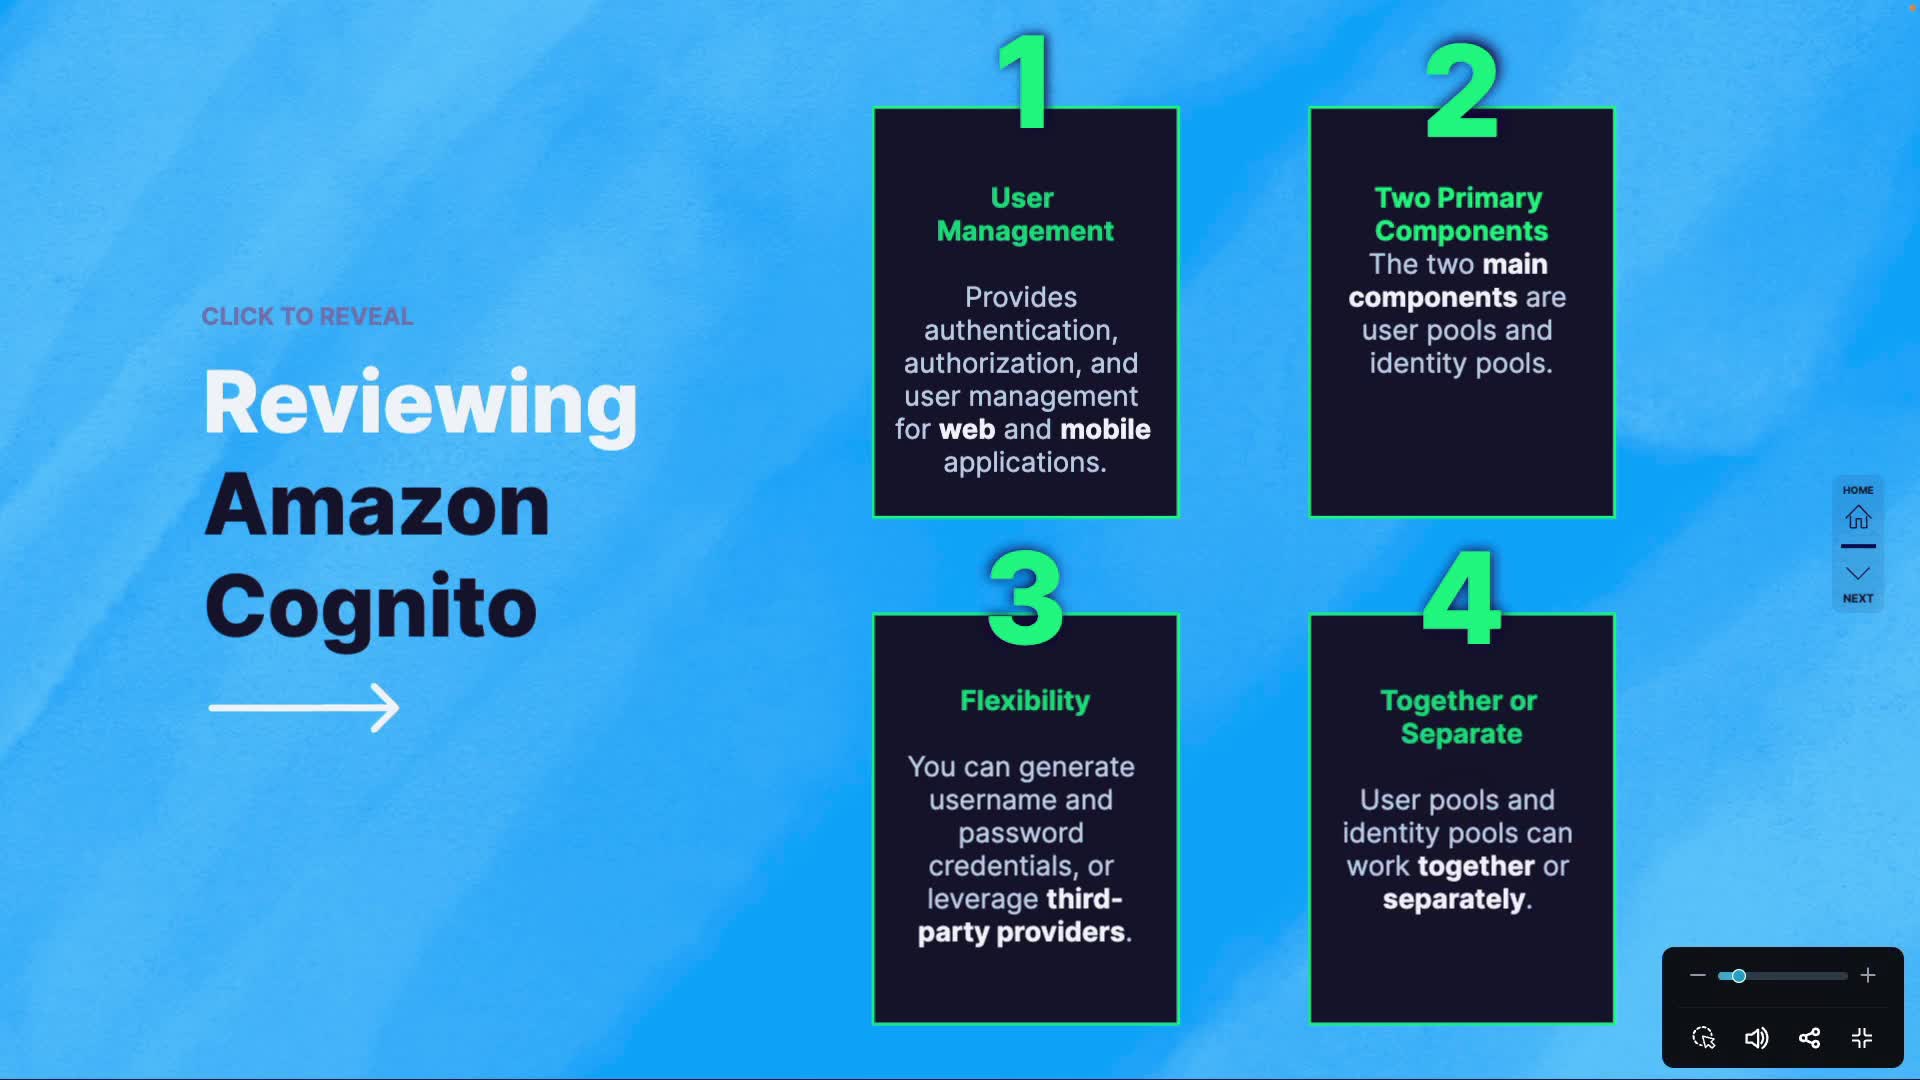 CLICK TO REVEAL
Reviewing
Amazon
Cognito
1
User
Management
Provides
authentication,
authorization, and
user management
for web and mobile
applications.
2
Two Primary
Components
The two main
components are
user pools and
identity pools.
3
Flexibility
You can generate
username and
password
credentials, or
leverage third-
party providers.
4
Together or
Separate
User pools and
identity pools can
work together or
separately.
HOME
NEXT